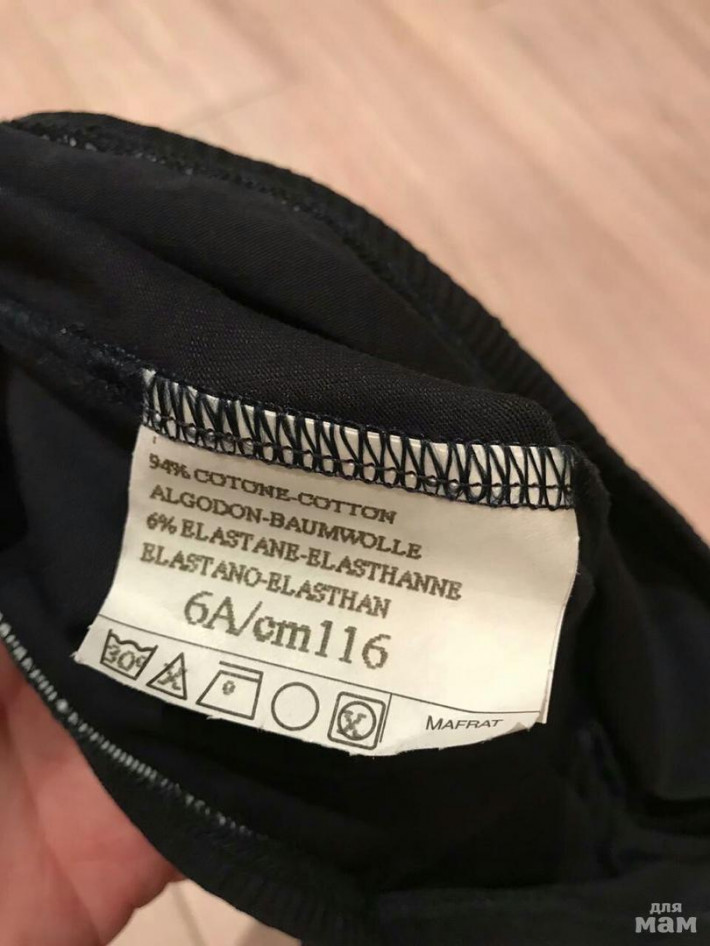 94% COTONE-COTTON
ALGODON-BAUMWOLLE
6% ELASTANE-ELASTHANNE
ELASTANO-ELASTHAN
6A/cm116
30°
MAFRAT
для
мам